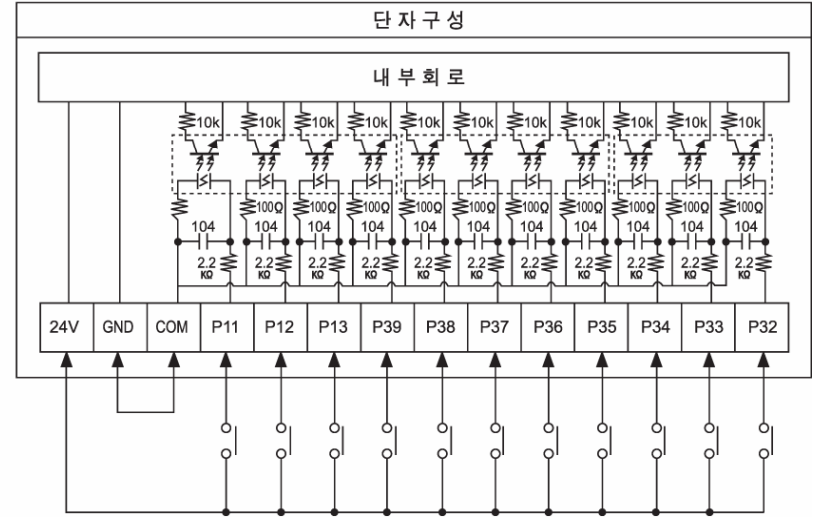 단자구성
내부회로
10k 10k 10k 10k 10k 10k 10k 10k 10k 10k 10k
100Ω 100Ω 100Ω 100Ω 100Ω 100Ω 100Ω 100Ω 100Ω 100Ω
104 104 104 104 104 104 104 104 104 104 104
2.2 2.2 2.2 2.2 2.2 2.2 2.2 2.2 2.2 2.2 2.2
KΩ KΩ KΩ KΩ KΩ KΩ KΩ KΩ KΩ KΩ KΩ
24V GND COM P11 P12 P13 P39 P38 P37 P36 P35 P34 P33 P32